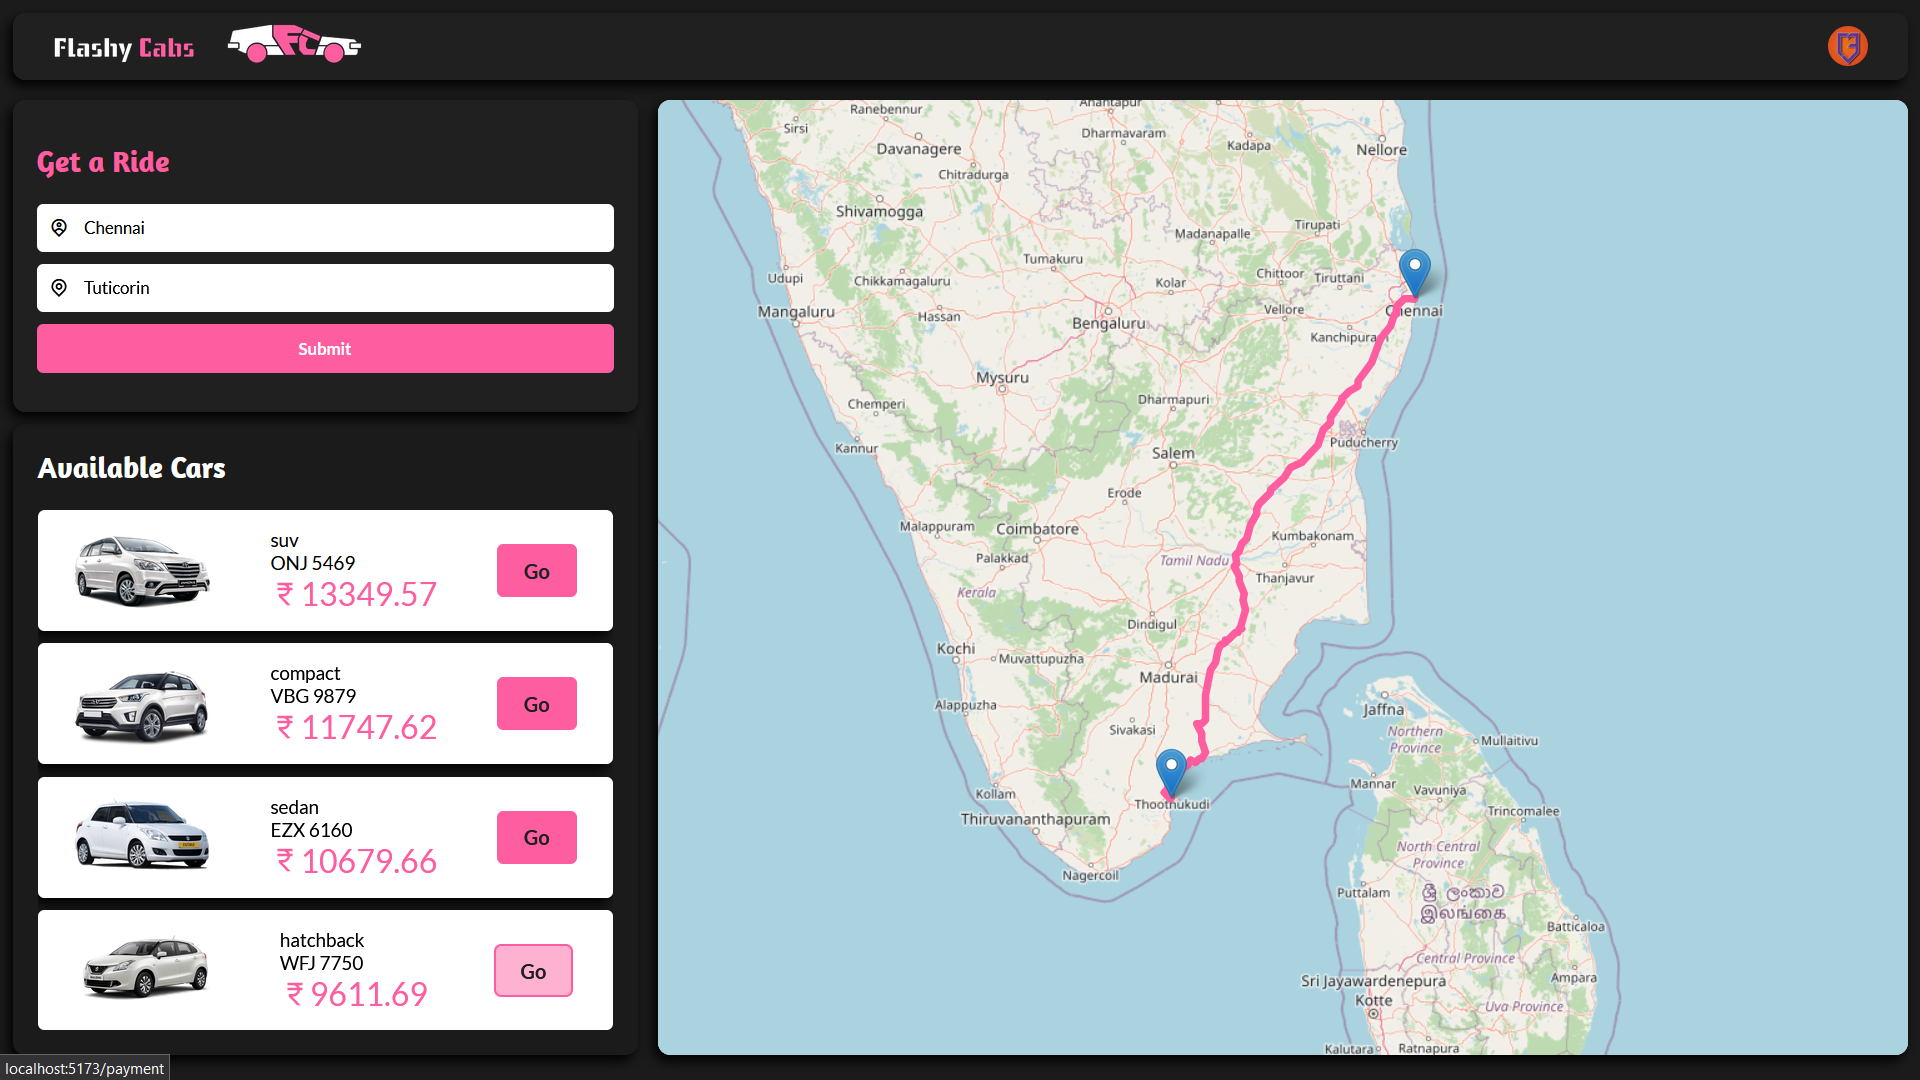 Flashy Cabs
Get a Ride
Chennai
Tuticorin
Submit
Available Cars
suv
ONJ 5469
₹ 13349.57
Go
compact
VBG 9879
₹ 11747.62
Go
sedan
EZX 6160
₹ 10679.66
Go
hatchback
WFJ 7750
₹ 9611.69
Go
Anantapur
Ranebennur
Sirsi
Dharmavaram
Kadapa
Nellore
Davanagere
Chitradurga
Shivamogga
Tirupati
Madanapalle
Tumakuru
Udupi
Chikkamagaluru
Kolar
Chittoor
Tiruttani
Mangaluru
Hassan
Bengaluru
Vellore
Chennai
Kanchipura
Mysuru
Chemperi
Dharmapuri
Kannur
Puducherry
Salem
Erode
Malappuram
Coimbatore
Kumbakonam
Palakkad
Tamil Nadu
Thanjavur
Kerala
Dindigul
Kochi
Muvattupuzha
Madurai
Alappuzha
Jaffna
Sivakasi
Northern
Province
Mullaitivu
Mannar
Vavuniya
Kollam
Thoothukudi
Trincomalee
Thiruvananthapuram
North Central
Province
Nagercoil
Puttalam
ශ්‍රී ලංකාව
இலங்கை
Batticaloa
Central Province
Ampara
Sri Jayawardenepura
Kotte
Uva Province
Kalutara
Ratnapura
localhost:5173/payment